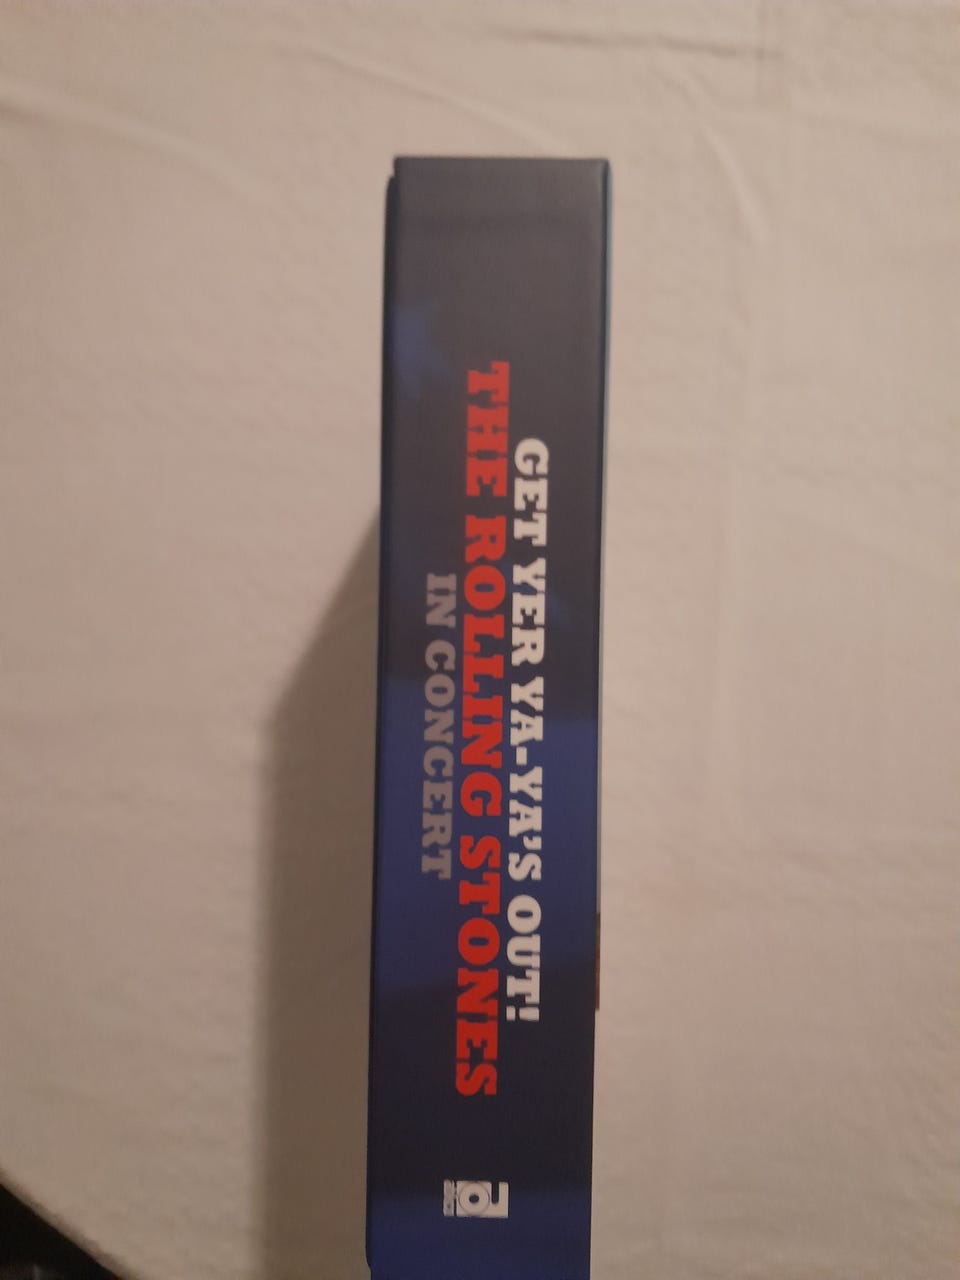 GET YER YA-YA'S OUT!
THE ROLLING STONES
IN CONCERT